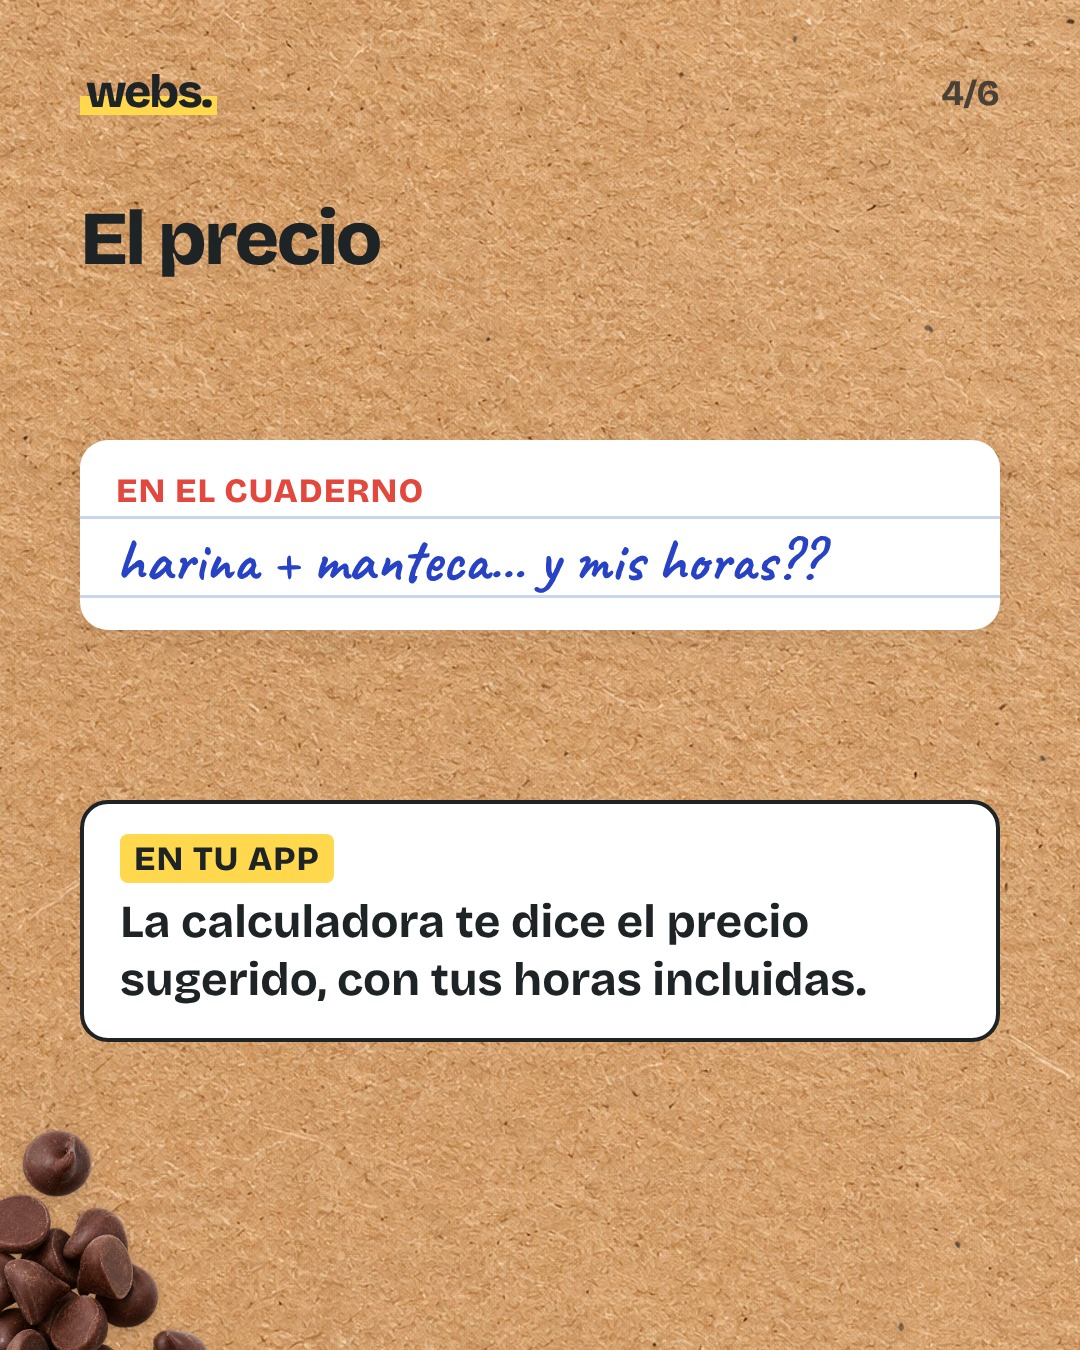 webs.
4/6
El precio
EN EL CUADERNO
harina + manteca... y mis horas??
EN TU APP
La calculadora te dice el precio
sugerido, con tus horas incluidas.